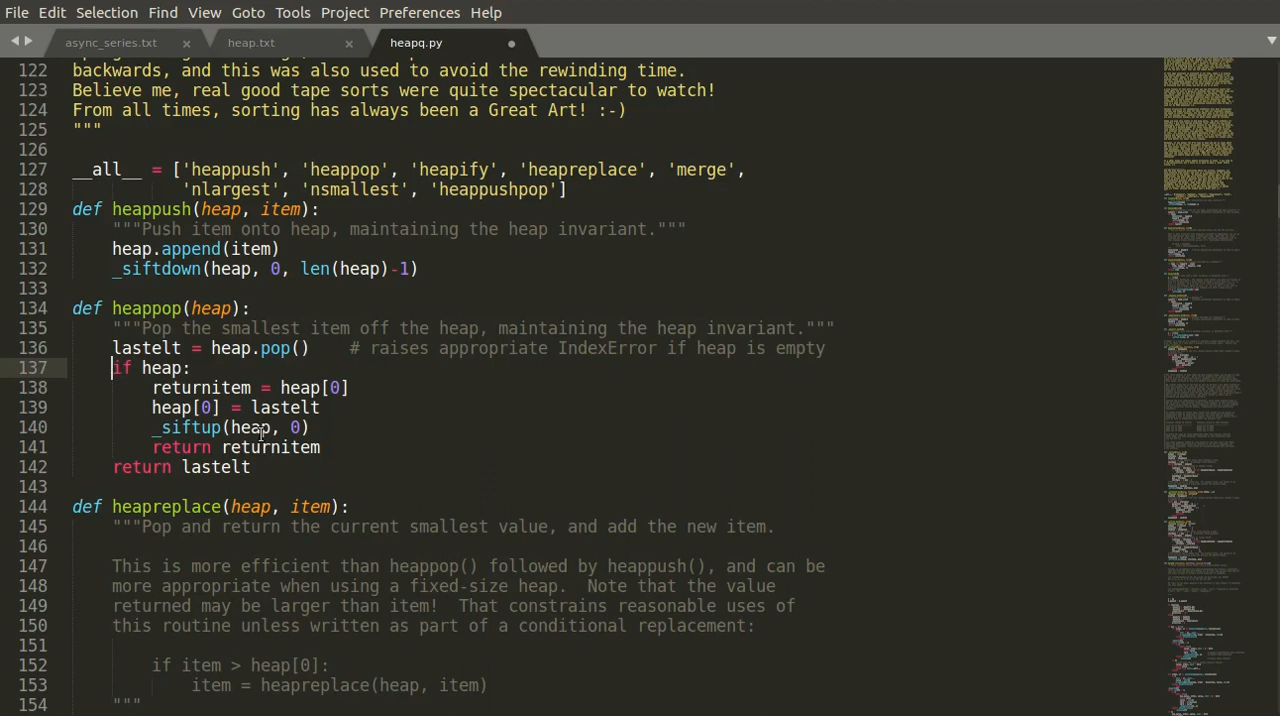 File Edit Selection Find View Goto Tools Project Preferences Help
async_series.txt × heap.txt × heapq.py
122 backwards, and this was also used to avoid the rewinding time.
123 Believe me, real good tape sorts were quite spectacular to watch!
124 From all times, sorting has always been a Great Art! :-)
125 """
126
127 __all__ = ['heappush', 'heappop', 'heapify', 'heapreplace', 'merge',
128            'nlargest', 'nsmallest', 'heappushpop']
129 def heappush(heap, item):
130     """Push item onto heap, maintaining the heap invariant."""
131     heap.append(item)
132     _siftdown(heap, 0, len(heap)-1)
133
134 def heappop(heap):
135     """Pop the smallest item off the heap, maintaining the heap invariant."""
136     lastelt = heap.pop()    # raises appropriate IndexError if heap is empty
137     if heap:
138         returnitem = heap[0]
139         heap[0] = lastelt
140         _siftup(heap, 0)
141         return returnitem
142     return lastelt
143
144 def heapreplace(heap, item):
145     """Pop and return the current smallest value, and add the new item.
146
147     This is more efficient than heappop() followed by heappush(), and can be
148     more appropriate when using a fixed-size heap.  Note that the value
149     returned may be larger than item!  That constrains reasonable uses of
150     this routine unless written as part of a conditional replacement:
151
152         if item > heap[0]:
153             item = heapreplace(heap, item)
154     """